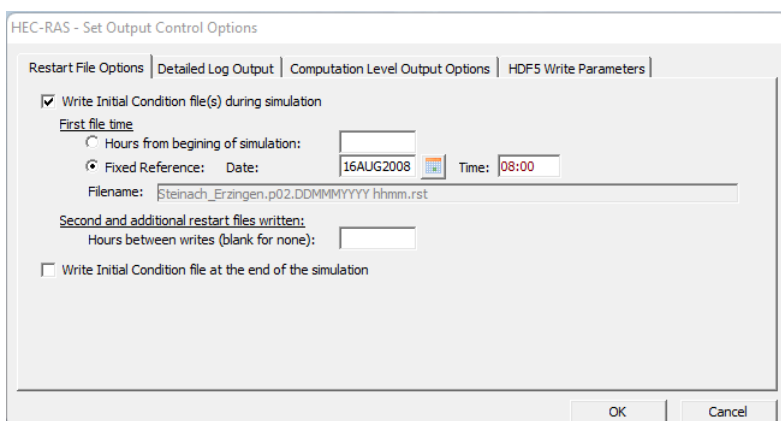 HEC-RAS - Set Output Control Options
Restart File Options Detailed Log Output Computation Level Output Options HDF5 Write Parameters
Write Initial Condition file(s) during simulation
First file time
Hours from begining of simulation:
Fixed Reference: Date: 16AUG2008 Time: 08:00
Filename: Steinach_Erzingen.p02.DDMMMYYYY hhmm.rst
Second and additional restart files written:
Hours between writes (blank for none):
Write Initial Condition file at the end of the simulation
OK Cancel